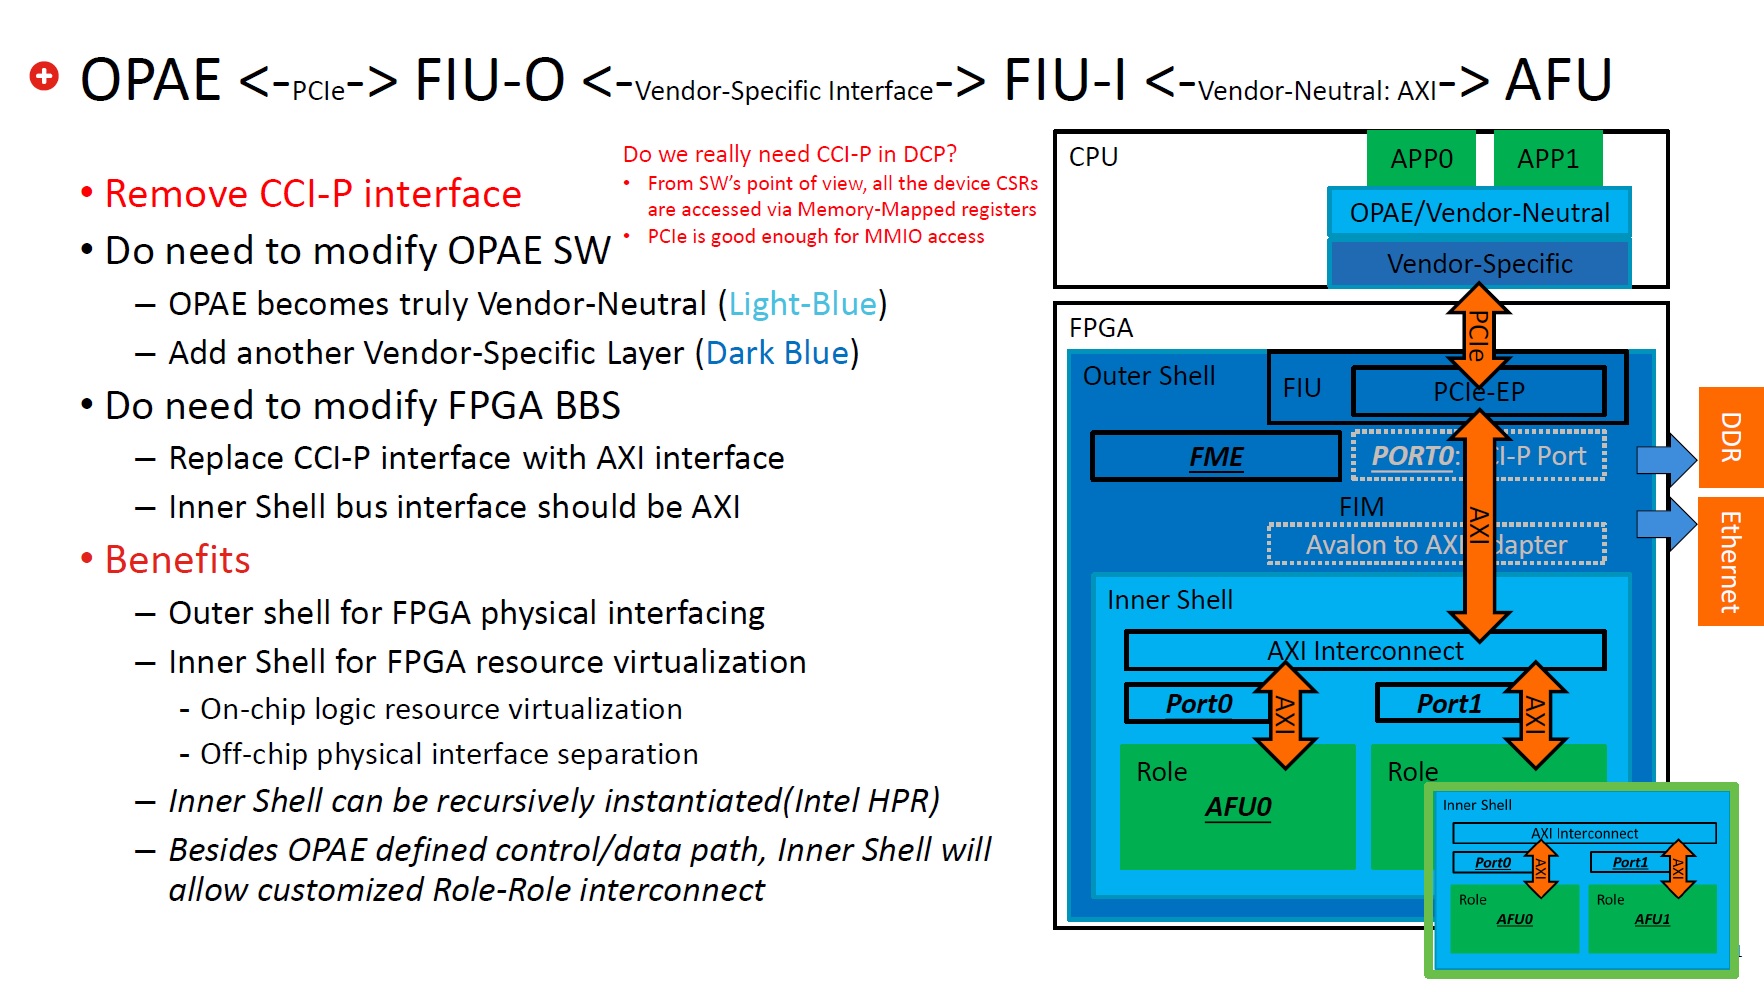 OPAE <-PCIe-> FIU-O <-Vendor-Specific Interface-> FIU-I <-Vendor-Neutral: AXI-> AFU
• Remove CCI-P interface
• Do need to modify OPAE SW
– OPAE becomes truly Vendor-Neutral (Light-Blue)
– Add another Vendor-Specific Layer (Dark Blue)
• Do need to modify FPGA BBS
– Replace CCI-P interface with AXI interface
– Inner Shell bus interface should be AXI
• Benefits
– Outer shell for FPGA physical interfacing
– Inner Shell for FPGA resource virtualization
- On-chip logic resource virtualization
- Off-chip physical interface separation
– Inner Shell can be recursively instantiated(Intel HPR)
– Besides OPAE defined control/data path, Inner Shell will
allow customized Role-Role interconnect
Do we really need CCI-P in DCP?
• From SW's point of view, all the device CSRs
are accessed via Memory-Mapped registers
• PCIe is good enough for MMIO access
CPU
APP0
APP1
OPAE/Vendor-Neutral
Vendor-Specific
PCIe
FPGA
Outer Shell
FIU
PCIe-EP
FME
PORT0: CI-P Port
AXI
FIM
Avalon to AXI dapter
DDR
Ethernet
Inner Shell
AXI Interconnect
Port0
AXI
Port1
AXI
Role
AFU0
Role
Inner Shell
AXI Interconnect
Port0
AXI
Port1
AXI
Role
AFU0
Role
AFU1